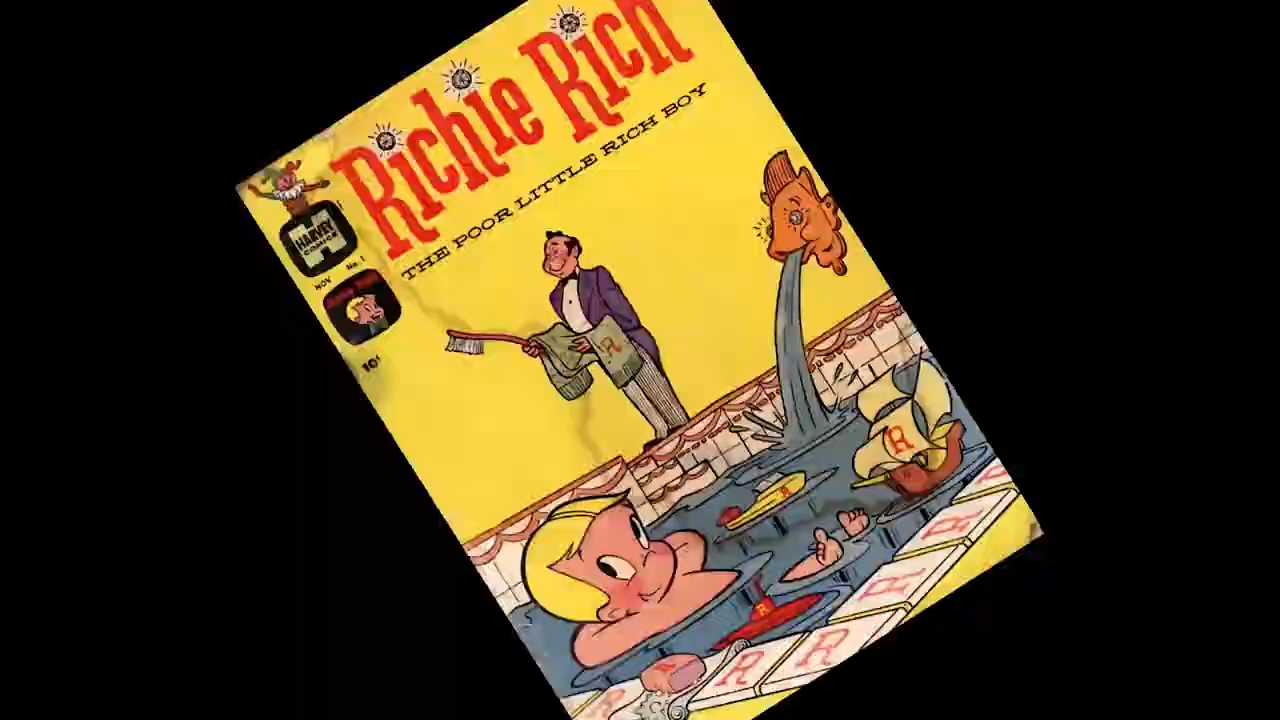 Richie Rich
THE POOR LITTLE RICH BOY
HARVEY
COMICS
NOV No. 1
10¢
R
R
R
R
R
R
R
R